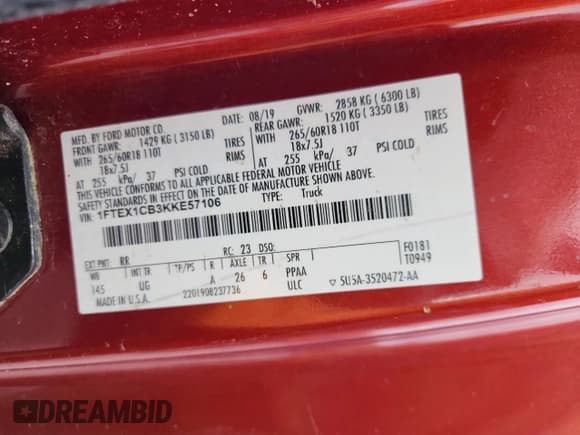 MFD. BY FORD MOTOR CO. DATE: 08/19 GVWR: 2858 KG ( 6300 LB)
FRONT GAWR: 1429 KG ( 3150 LB) REAR GAWR: 1520 KG ( 3350 LB)
WITH 265/60R18 110T TIRES 265/60R18 110T TIRES
18x7.5J RIMS 18x7.5J RIMS
AT 255 kPa/ 37 PSI COLD AT 255 kPa/ 37 PSI COLD
THIS VEHICLE CONFORMS TO ALL APPLICABLE FEDERAL MOTOR VEHICLE
SAFETY STANDARDS IN EFFECT ON THE DATE OF MANUFACTURE SHOWN ABOVE.
VIN: 1FTEX1CB3KKE57106 TYPE: Truck
F0181
T0949
EXT PNT: RR RC: 23 DSO:
INT TR TP/PS R AXLE TR SPR
145 UG A 26 6 PPAA
MADE IN U.S.A. 2201908237736 ULC ▽ 5U5A-3520472-AA
DREAMBID